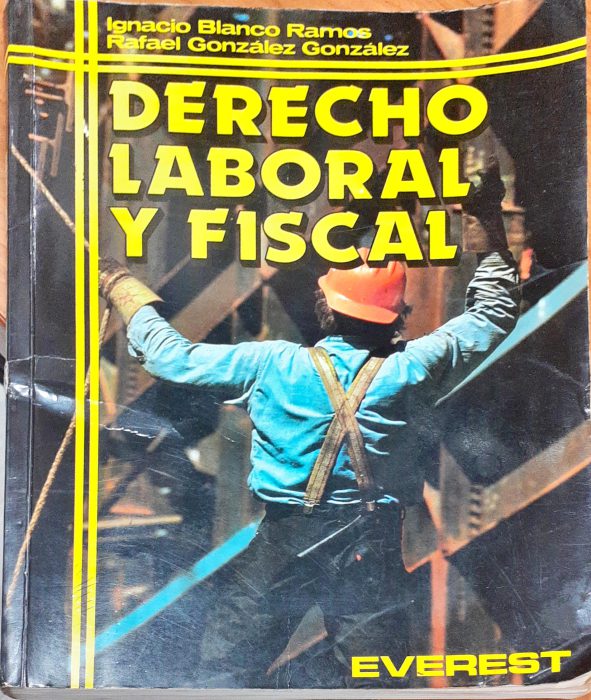 Ignacio Blanco Ramos
Rafael González González
DERECHO
LABORAL
Y FISCAL
EVEREST